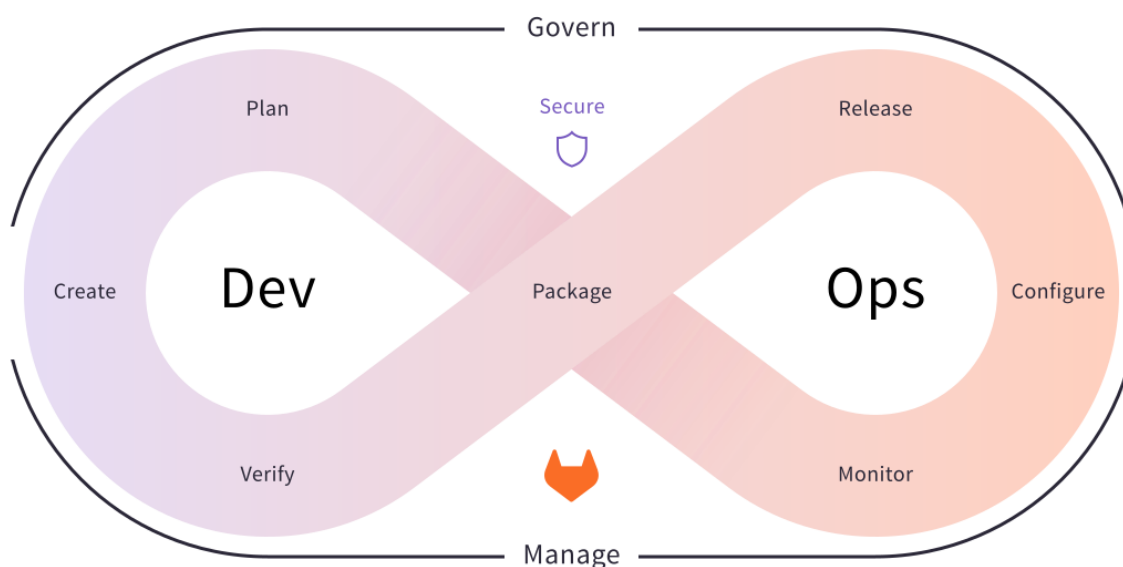 Govern
Plan
Secure
Release
Create
Dev
Package
Ops
Configure
Verify
Monitor
Manage